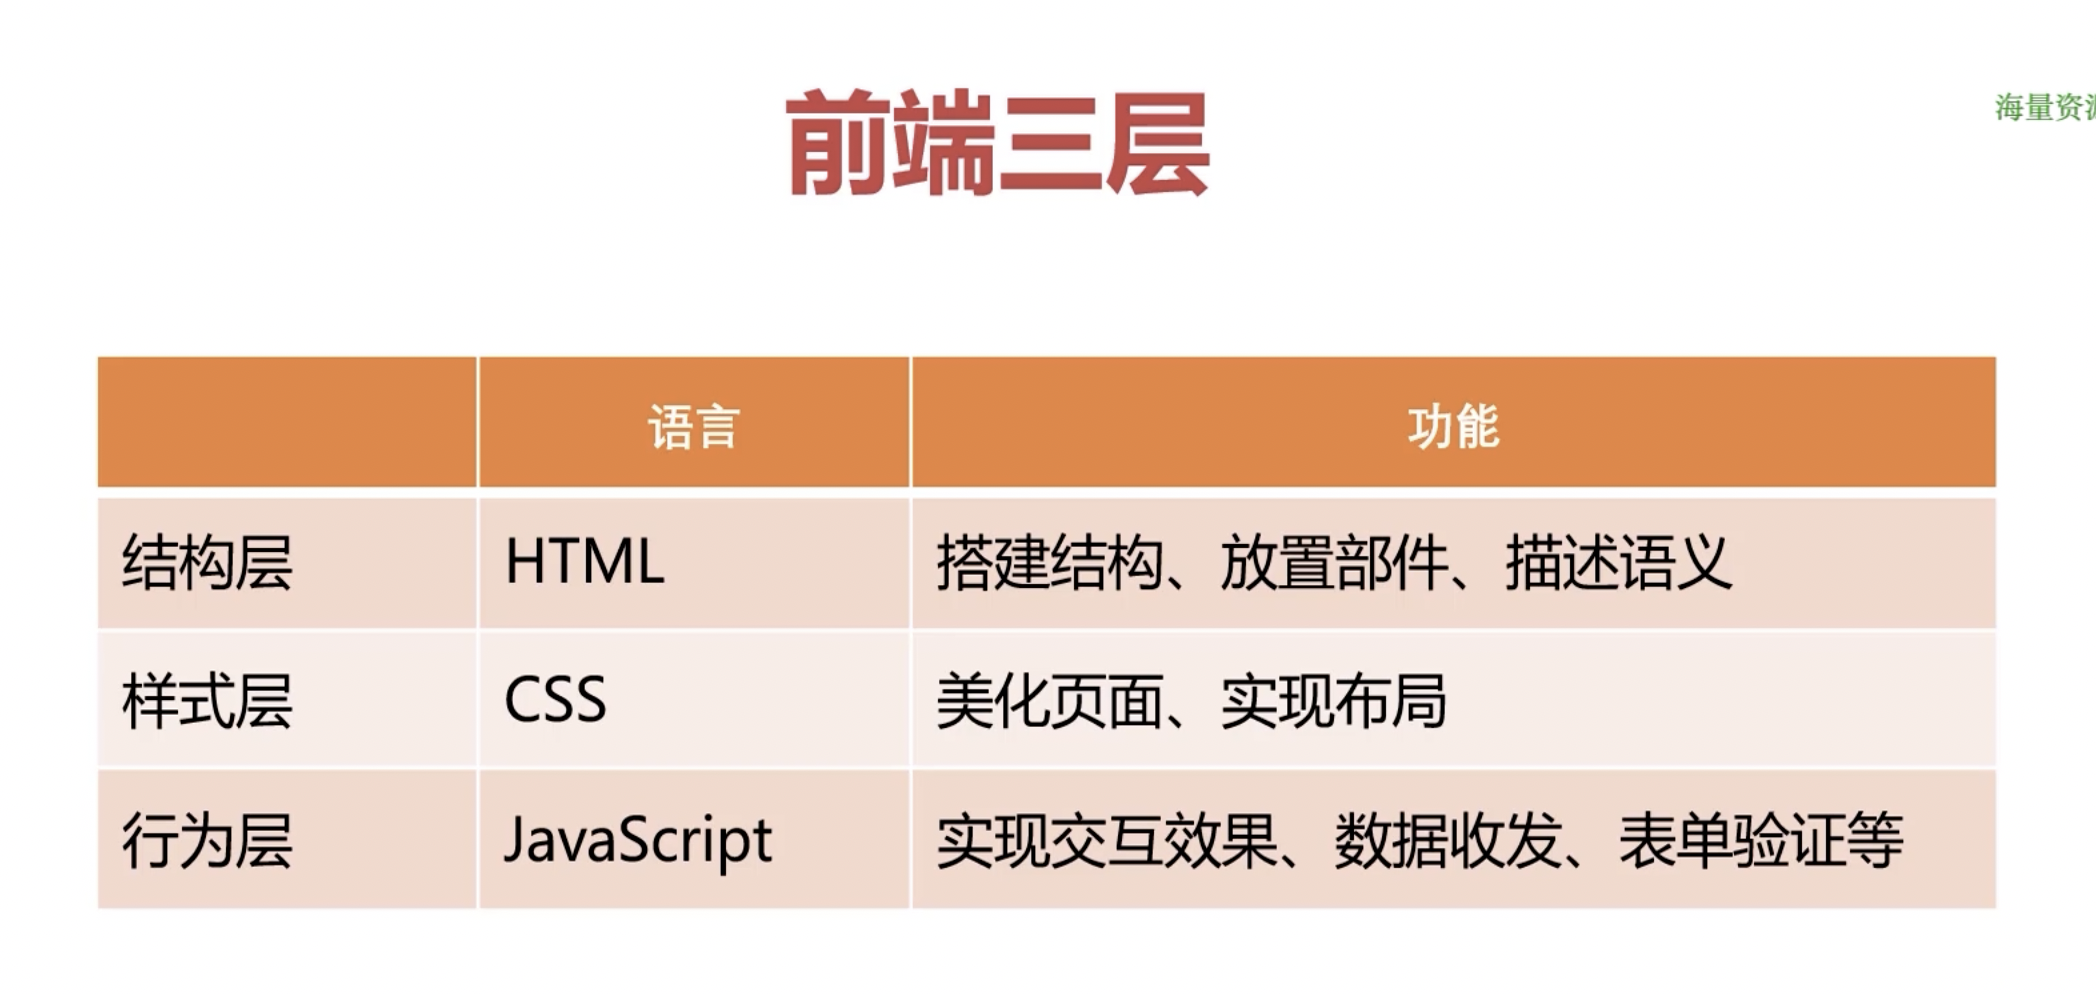 前端三层
海量资
语言 功能
结构层 HTML 搭建结构、放置部件、描述语义
样式层 CSS 美化页面、实现布局
行为层 JavaScript 实现交互效果、数据收发、表单验证等